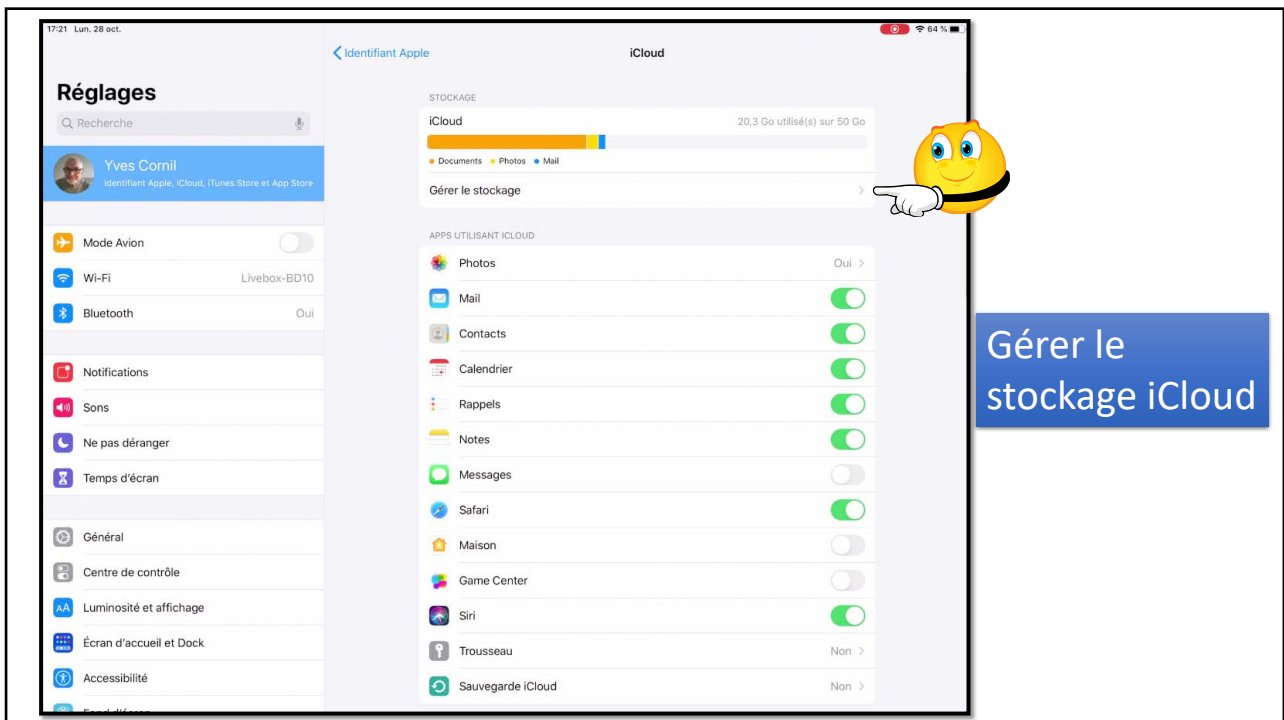 17:21 Lun. 28 oct.
64 %
Réglages
Recherche
Yves Cornil
Identifiant Apple, iCloud, iTunes Store et App Store
Mode Avion
Wi-Fi Livebox-BD10
Bluetooth Oui
Notifications
Sons
Ne pas déranger
Temps d'écran
Général
Centre de contrôle
AA Luminosité et affichage
Écran d'accueil et Dock
Accessibilité
Fond d'écran
Identifiant Apple
iCloud
STOCKAGE
iCloud 20,3 Go utilisé(s) sur 50 Go
Documents Photos Mail
Gérer le stockage
APPS UTILISANT ICLOUD
Photos Oui
Mail
Contacts
Calendrier
Rappels
Notes
Messages
Safari
Maison
Game Center
Siri
Trousseau Non
Sauvegarde iCloud Non
Gérer le
stockage iCloud